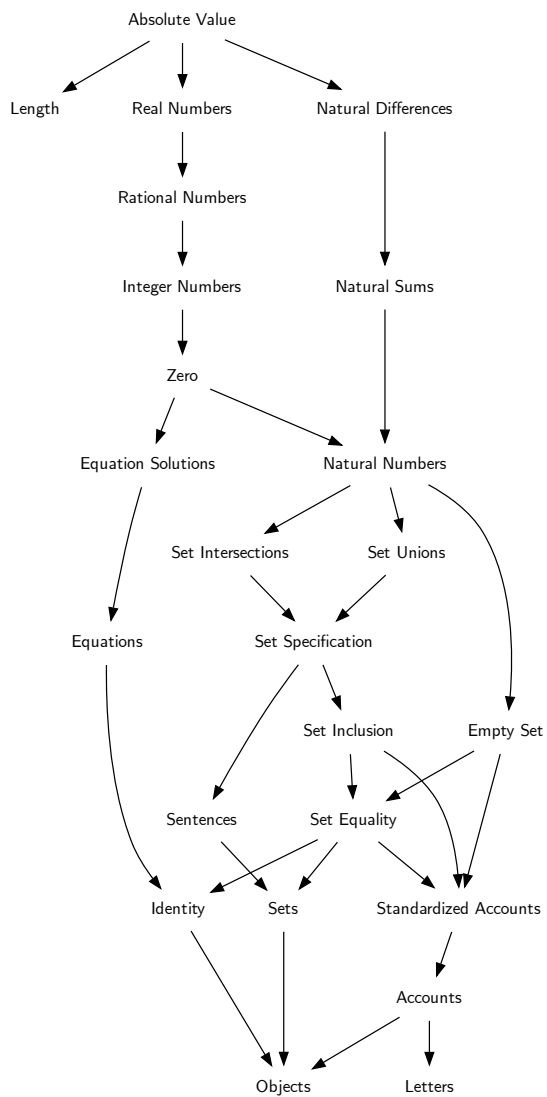 Absolute Value
Length
Real Numbers
Natural Differences
Rational Numbers
Integer Numbers
Natural Sums
Zero
Equation Solutions
Natural Numbers
Set Intersections
Set Unions
Equations
Set Specification
Set Inclusion
Empty Set
Sentences
Set Equality
Identity
Sets
Standardized Accounts
Accounts
Objects
Letters